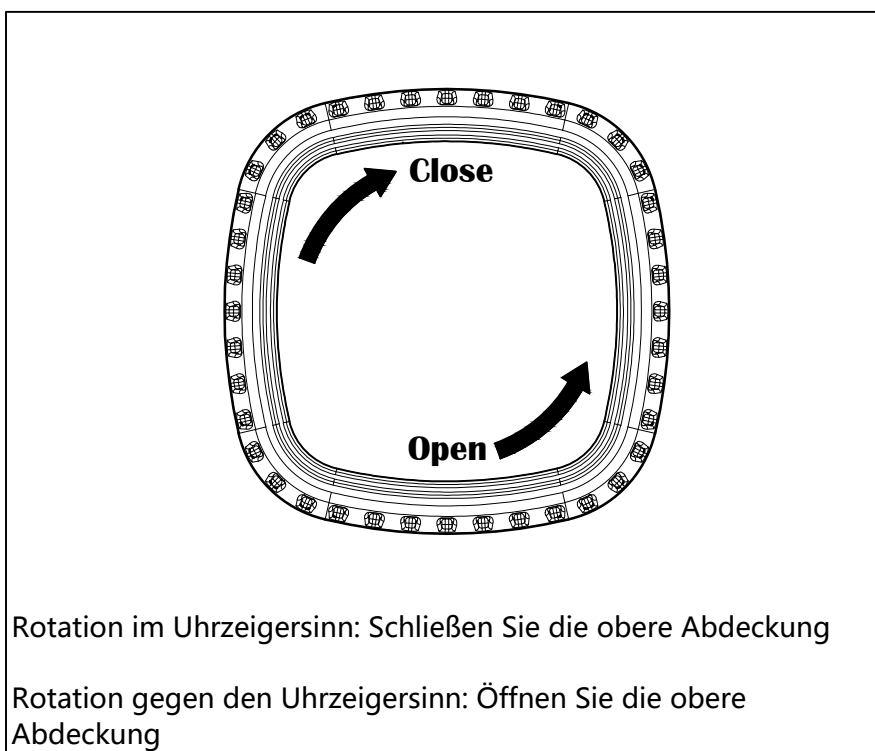 Close
Open
Rotation im Uhrzeigersinn: Schließen Sie die obere Abdeckung
Rotation gegen den Uhrzeigersinn: Öffnen Sie die obere
Abdeckung